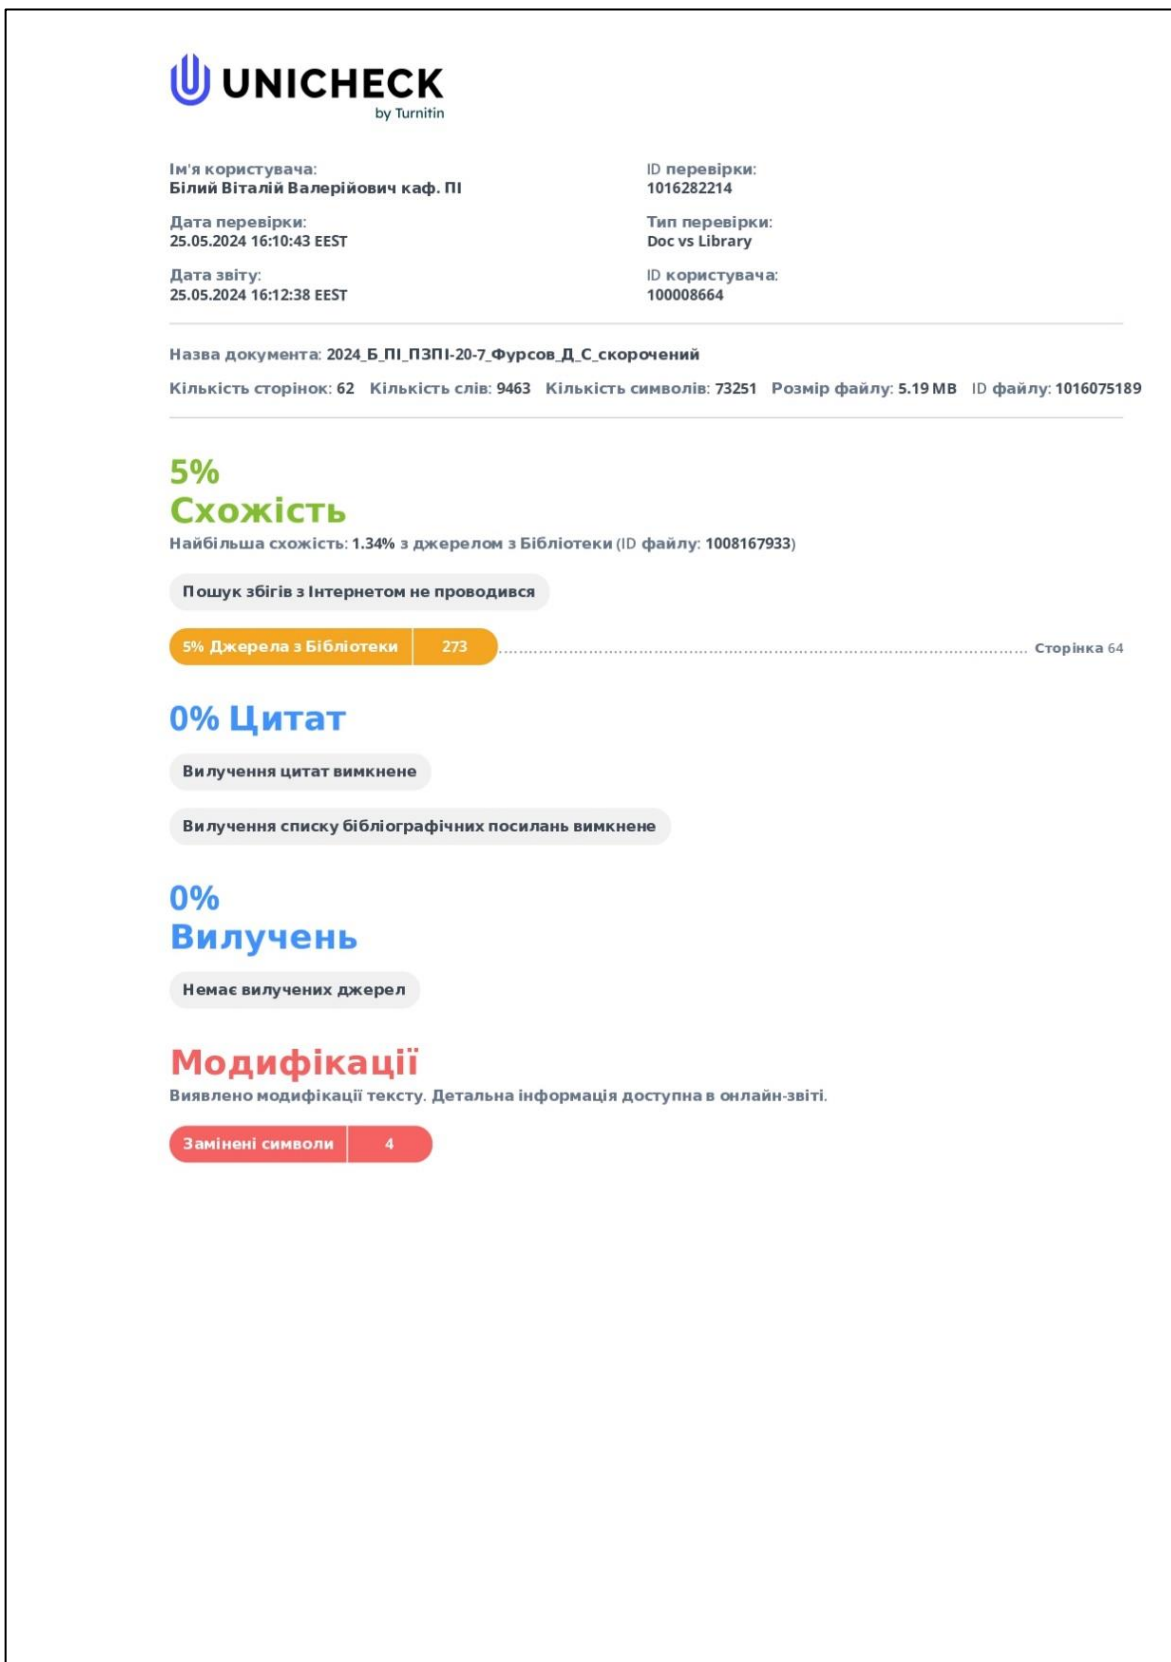 UNICHECK
by Turnitin
Ім'я користувача:
Білий Віталій Валерійович каф. ПІ
ID перевірки:
1016282214
Дата перевірки:
25.05.2024 16:10:43 EEST
Тип перевірки:
Doc vs Library
Дата звіту:
25.05.2024 16:12:38 EEST
ID користувача:
100008664
Назва документа: 2024_Б_ПІ_ПЗПІ-20-7_Фурсов_Д_С_скорочений
Кількість сторінок: 62 Кількість слів: 9463 Кількість символів: 73251 Розмір файлу: 5.19 MB ID файлу: 1016075189
5%
Схожість
Найбільша схожість: 1.34% з джерелом з Бібліотеки (ID файлу: 1008167933)
Пошук збігів з Інтернетом не проводився
5% Джерела з Бібліотеки 273 Сторінка 64
0% Цитат
Вилучення цитат вимкнене
Вилучення списку бібліографічних посилань вимкнене
0%
Вилучень
Немає вилучених джерел
Модифікації
Виявлено модифікації тексту. Детальна інформація доступна в онлайн-звіті.
Замінені символи 4